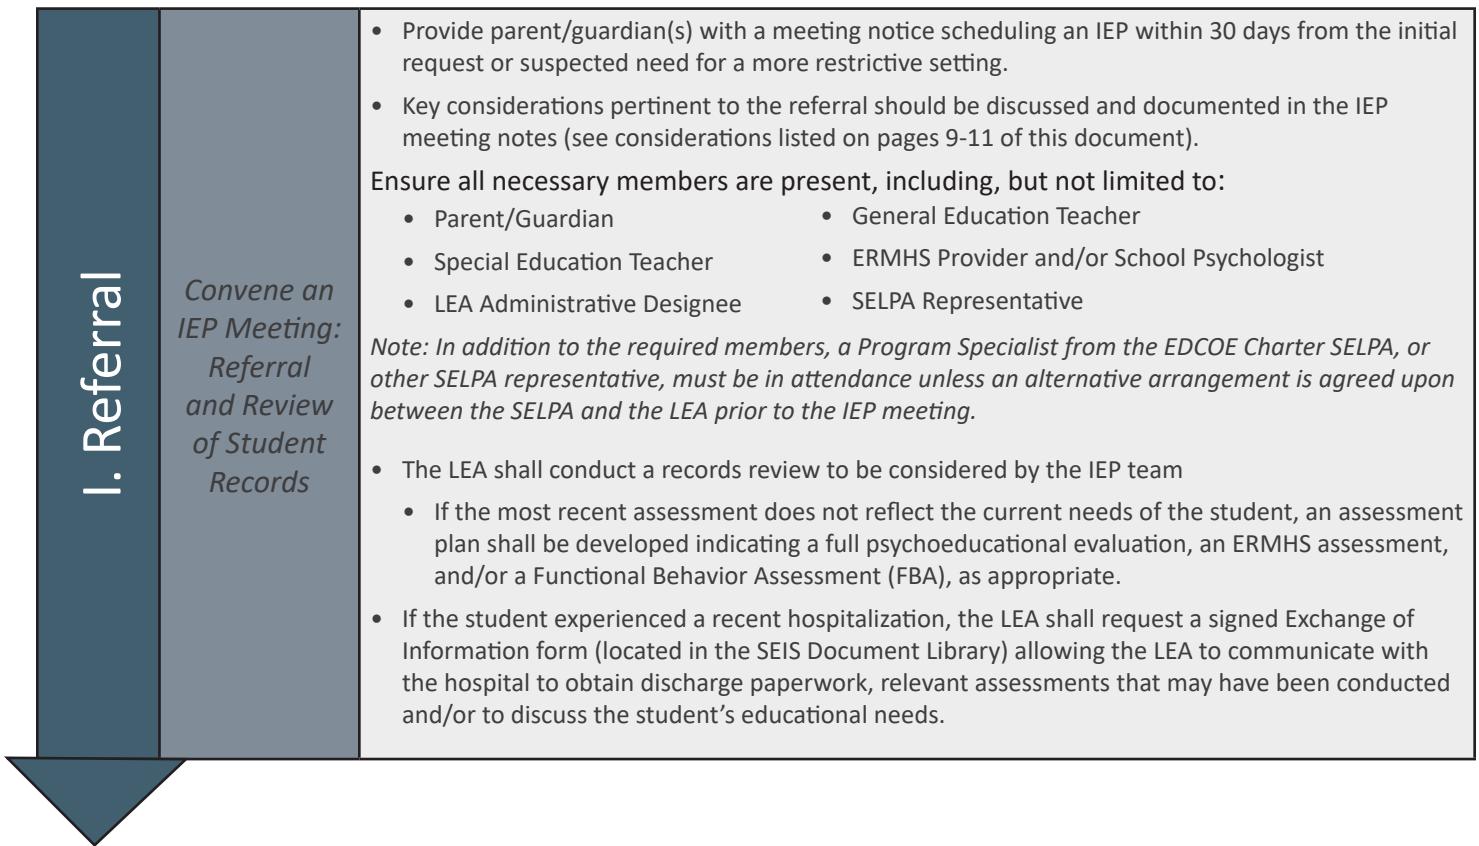 I. Referral
Convene an
IEP Meeting:
Referral
and Review
of Student
Records
• Provide parent/guardian(s) with a meeting notice scheduling an IEP within 30 days from the initial
request or suspected need for a more restrictive setting.
• Key considerations pertinent to the referral should be discussed and documented in the IEP
meeting notes (see considerations listed on pages 9-11 of this document).
Ensure all necessary members are present, including, but not limited to:
• Parent/Guardian
• Special Education Teacher
• LEA Administrative Designee
• General Education Teacher
• ERMHS Provider and/or School Psychologist
• SELPA Representative
Note: In addition to the required members, a Program Specialist from the EDCOE Charter SELPA, or
other SELPA representative, must be in attendance unless an alternative arrangement is agreed upon
between the SELPA and the LEA prior to the IEP meeting.
• The LEA shall conduct a records review to be considered by the IEP team
• If the most recent assessment does not reflect the current needs of the student, an assessment
plan shall be developed indicating a full psychoeducational evaluation, an ERMHS assessment,
and/or a Functional Behavior Assessment (FBA), as appropriate.
• If the student experienced a recent hospitalization, the LEA shall request a signed Exchange of
Information form (located in the SEIS Document Library) allowing the LEA to communicate with
the hospital to obtain discharge paperwork, relevant assessments that may have been conducted
and/or to discuss the student's educational needs.